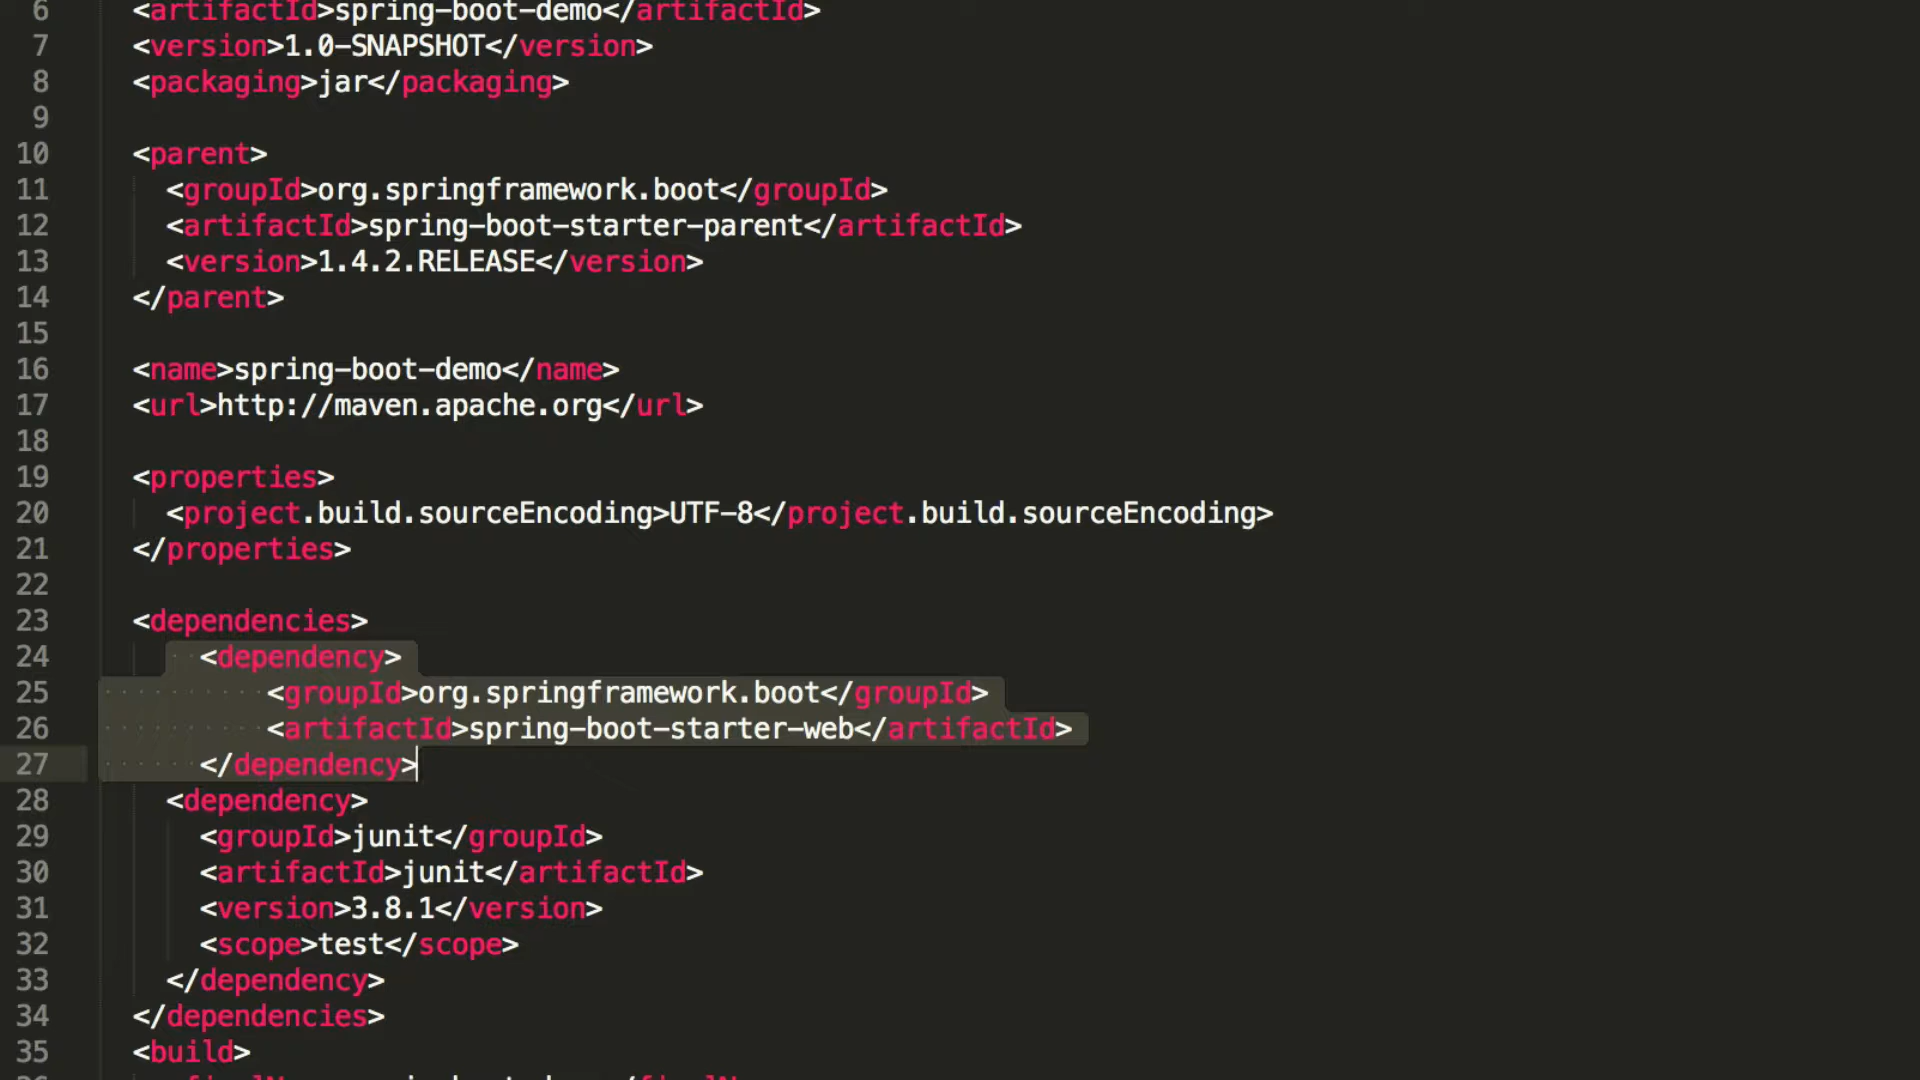 6 <artifactId>spring-boot-demo</artifactId>
7 <version>1.0-SNAPSHOT</version>
8 <packaging>jar</packaging>
9
10 <parent>
11 <groupId>org.springframework.boot</groupId>
12 <artifactId>spring-boot-starter-parent</artifactId>
13 <version>1.4.2.RELEASE</version>
14 </parent>
15
16 <name>spring-boot-demo</name>
17 <url>http://maven.apache.org</url>
18
19 <properties>
20 <project.build.sourceEncoding>UTF-8</project.build.sourceEncoding>
21 </properties>
22
23 <dependencies>
24 <dependency>
25 <groupId>org.springframework.boot</groupId>
26 <artifactId>spring-boot-starter-web</artifactId>
27 </dependency>
28 <dependency>
29 <groupId>junit</groupId>
30 <artifactId>junit</artifactId>
31 <version>3.8.1</version>
32 <scope>test</scope>
33 </dependency>
34 </dependencies>
35 <build>